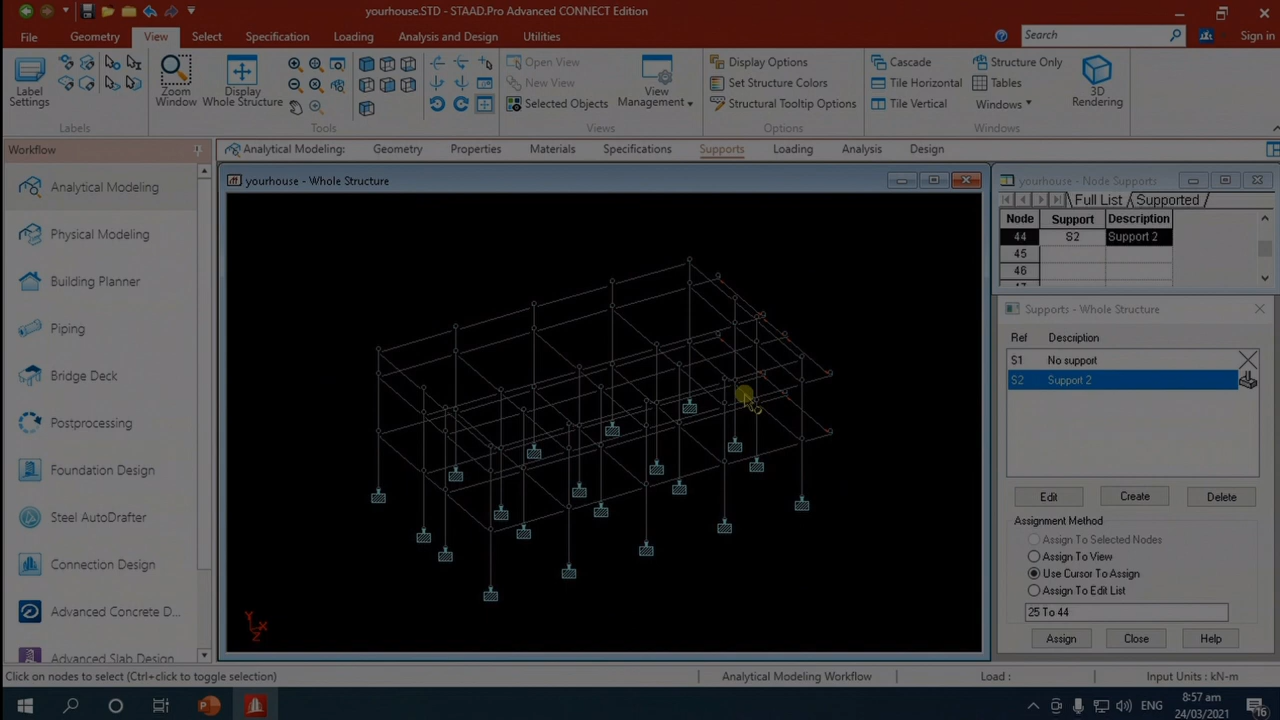 yourhouse.STD - STAAD.Pro Advanced CONNECT Edition
File Geometry View Select Specification Loading Analysis and Design Utilities
Search
Sign in
Label Settings
Labels
Zoom Window
Display Whole Structure
Tools
Open View
New View
Selected Objects
View Management
Views
Display Options
Set Structure Colors
Structural Tooltip Options
Options
Cascade
Tile Horizontal
Tile Vertical
Structure Only
Tables
Windows
3D Rendering
Windows
Workflow
Analytical Modeling: Geometry Properties Materials Specifications Supports Loading Analysis Design
Analytical Modeling
Physical Modeling
Building Planner
Piping
Bridge Deck
Postprocessing
Foundation Design
Steel AutoDrafter
Connection Design
Advanced Concrete D...
Advanced Slab Design
yourhouse - Whole Structure
Y
X
Z
yourhouse - Node Supports
Full List Supported
Node Support Description
44 S2 Support 2
45
46
Supports - Whole Structure
Ref Description
S1 No support
S2 Support 2
Edit Create Delete
Assignment Method
Assign To Selected Nodes
Assign To View
Use Cursor To Assign
Assign To Edit List
25 To 44
Assign Close Help
Click on nodes to select (Ctrl+click to toggle selection)
Analytical Modeling Workflow
Load :
Input Units : kN-m
ENG
8:57 am
24/03/2021
16